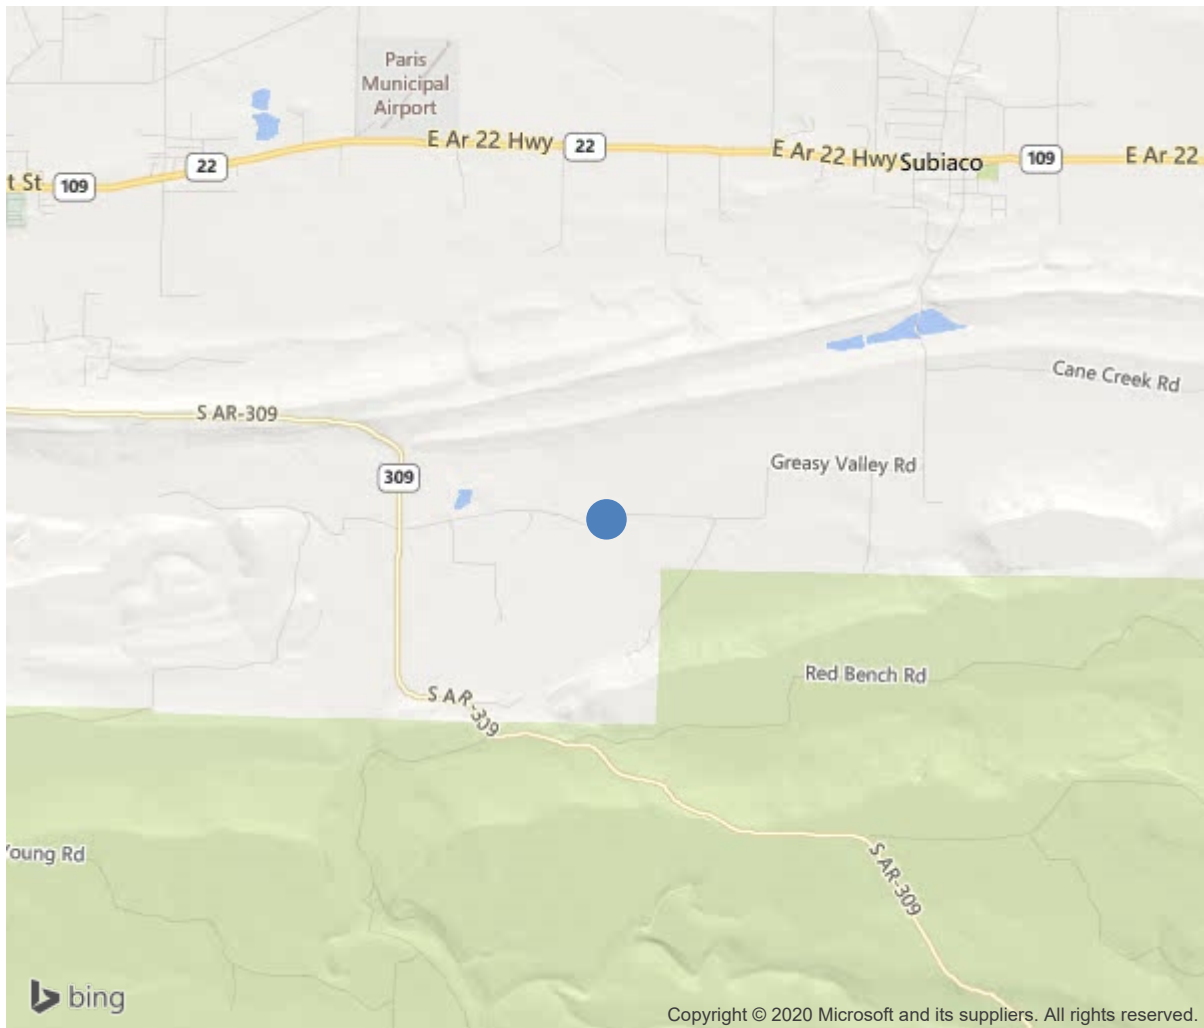 Paris
Municipal
Airport
E Ar 22 Hwy
22
E Ar 22 Hwy
Subiaco
109
E Ar 22
22
t St
109
Cane Creek Rd
S AR-309
Greasy Valley Rd
309
Red Bench Rd
S AR-309
Young Rd
S AR-309
bing
Copyright © 2020 Microsoft and its suppliers. All rights reserved.